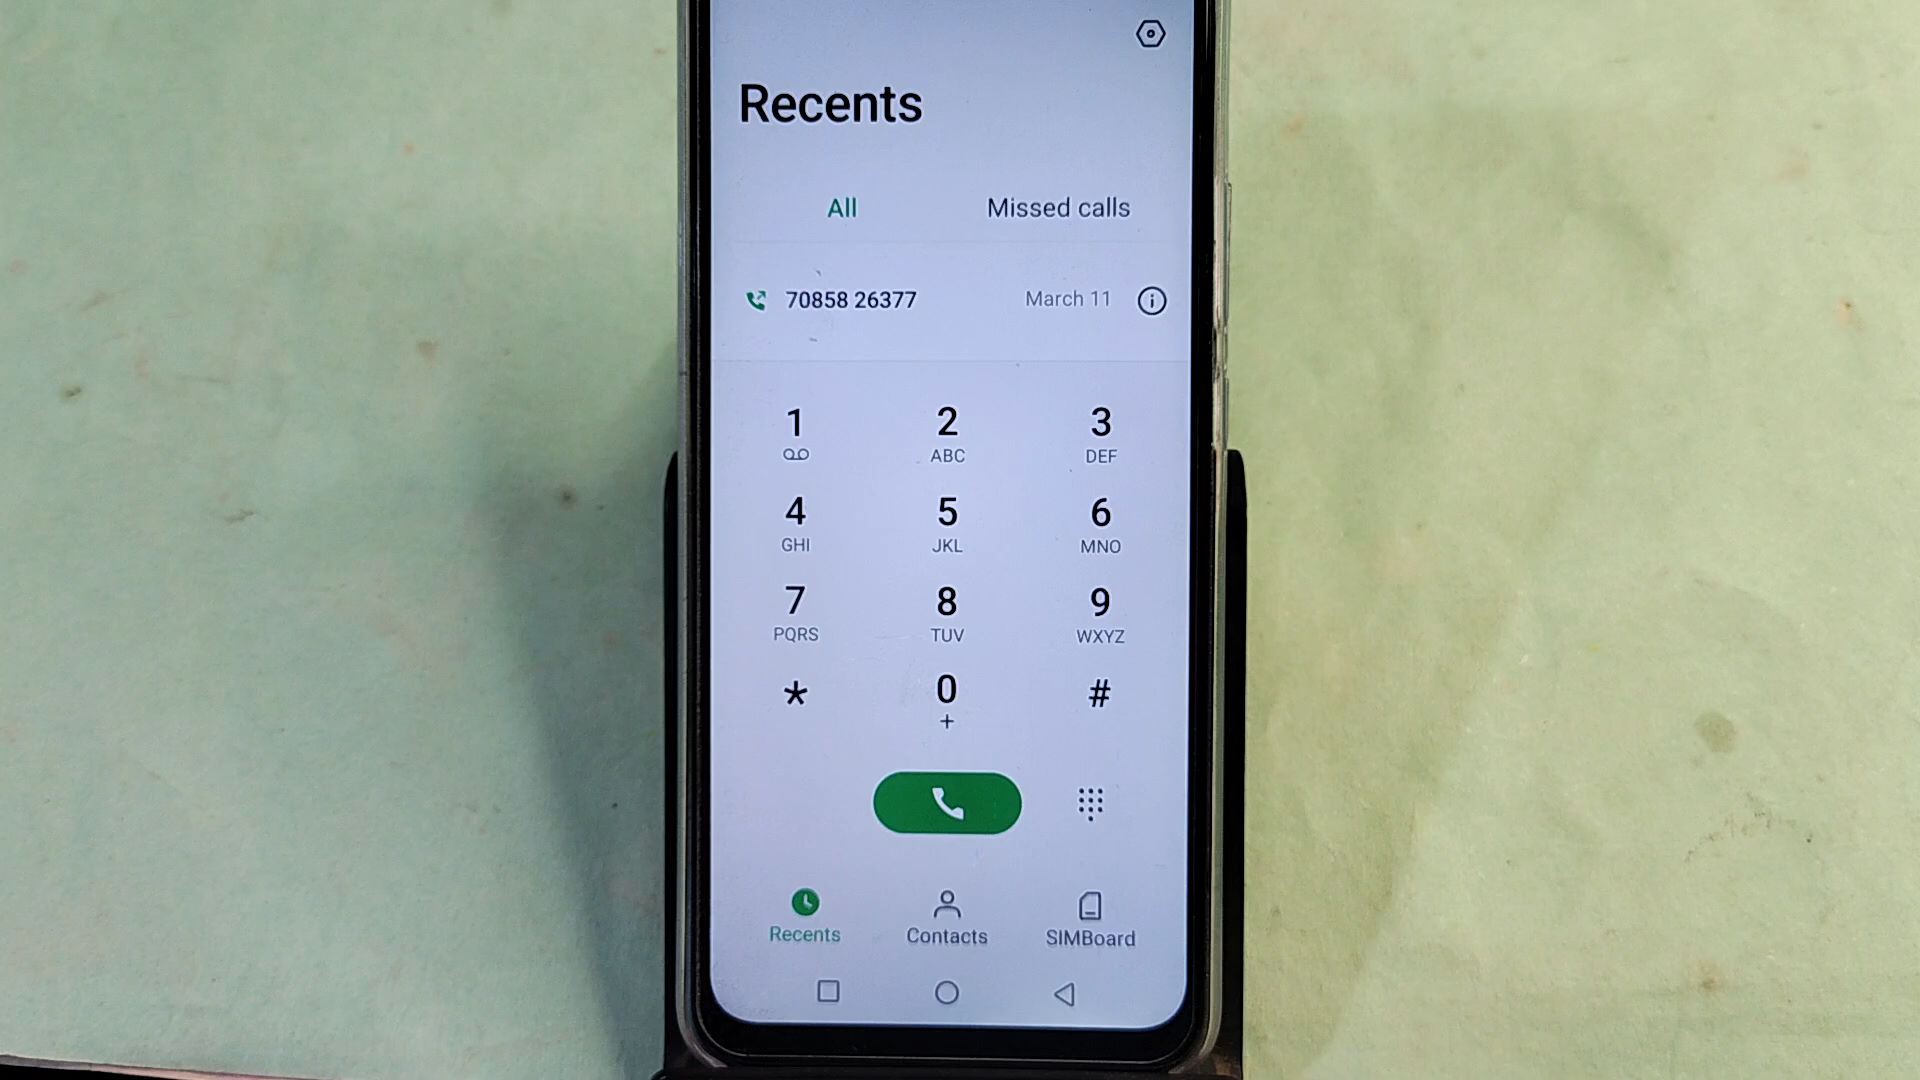 Recents
All Missed calls
70858 26377 March 11
1 2 3
ABC DEF
4 5 6
GHI JKL MNO
7 8 9
PQRS TUV WXYZ
* 0 #
+
Recents Contacts SIMBoard